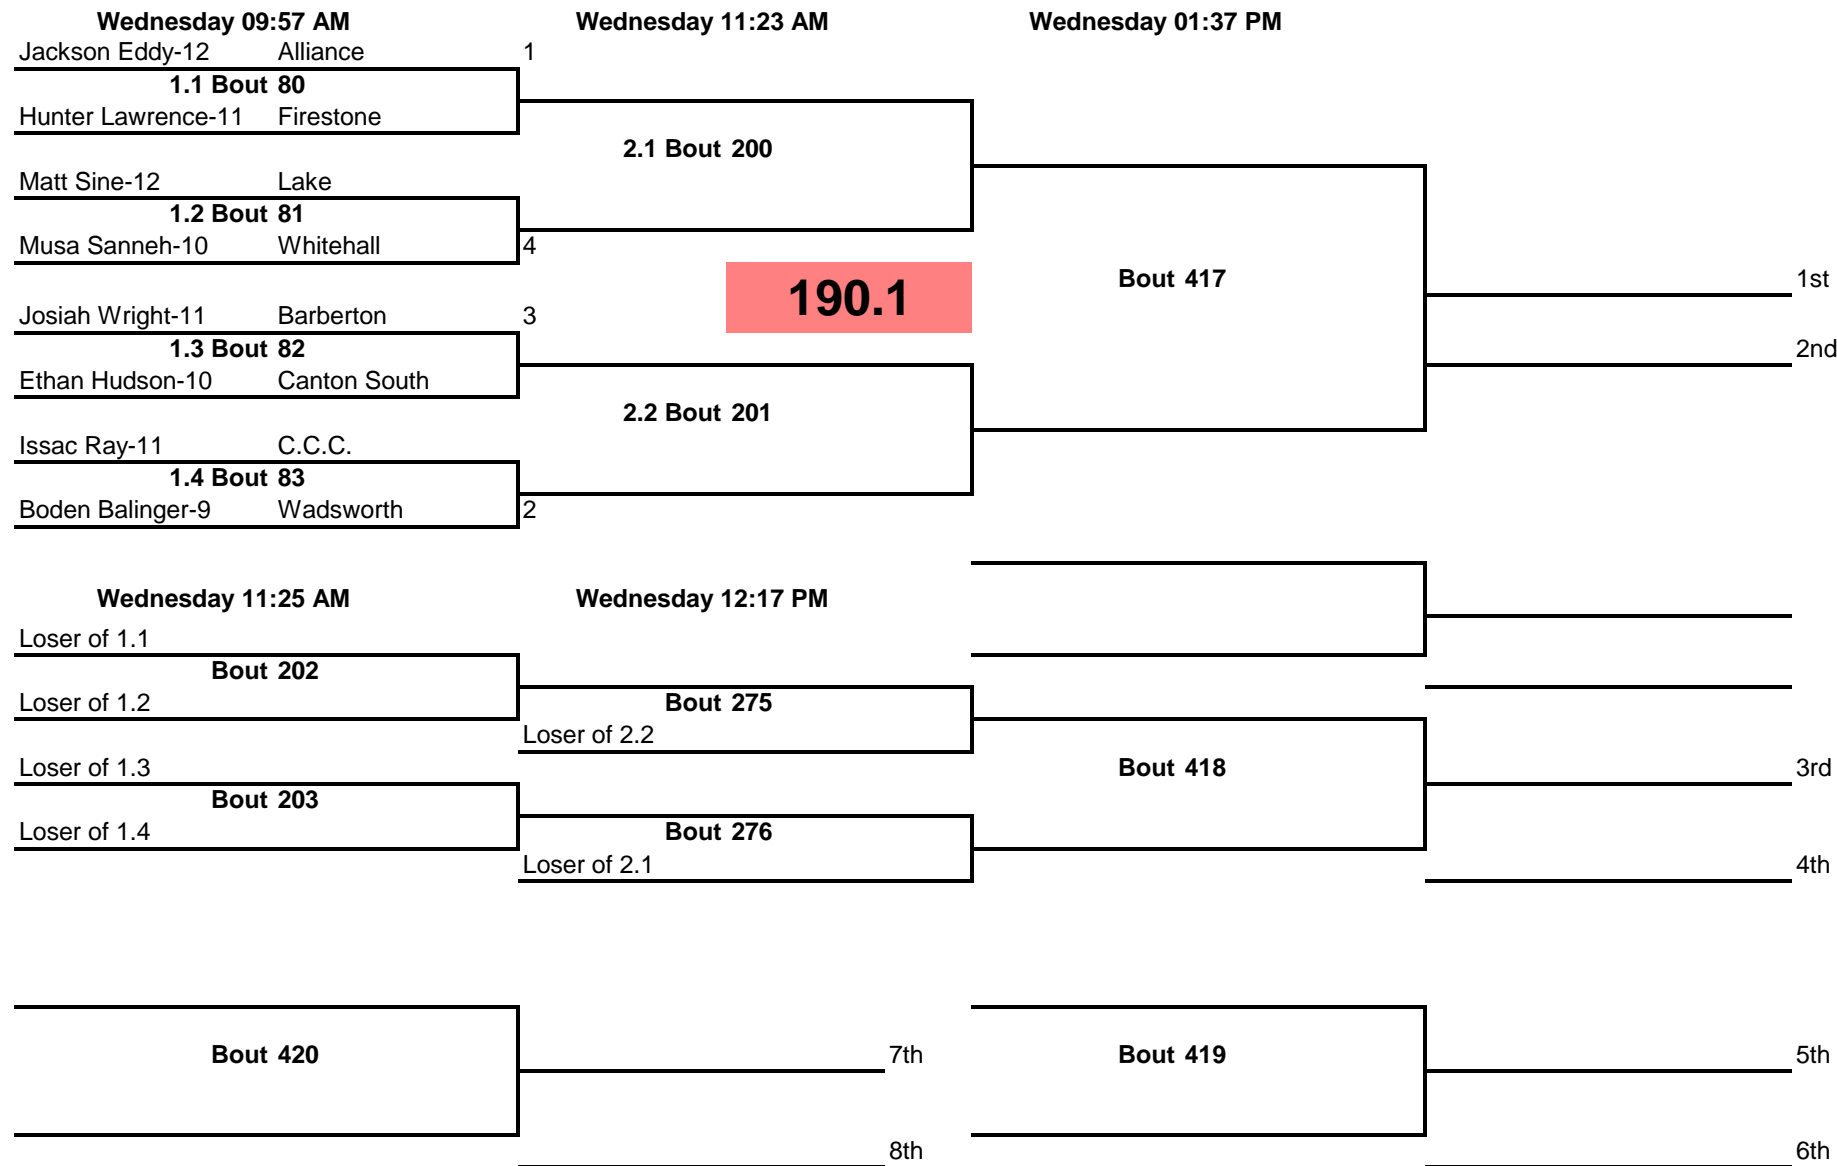 Wednesday 09:57 AM Wednesday 11:23 AM Wednesday 01:37 PM
Jackson Eddy-12 Alliance 1
1.1 Bout 80
Hunter Lawrence-11 Firestone
2.1 Bout 200
Matt Sine-12 Lake
1.2 Bout 81
Musa Sanneh-10 Whitehall 4
190.1 Bout 417 1st
Josiah Wright-11 Barberton 3
1.3 Bout 82 2nd
Ethan Hudson-10 Canton South
2.2 Bout 201
Issac Ray-11 C.C.C.
1.4 Bout 83
Boden Balinger-9 Wadsworth 2
Wednesday 11:25 AM Wednesday 12:17 PM
Loser of 1.1
Bout 202
Loser of 1.2 Bout 275
Loser of 2.2
Loser of 1.3 Bout 418 3rd
Bout 203
Loser of 1.4 Bout 276
Loser of 2.1 4th
Bout 420 7th Bout 419 5th
8th 6th